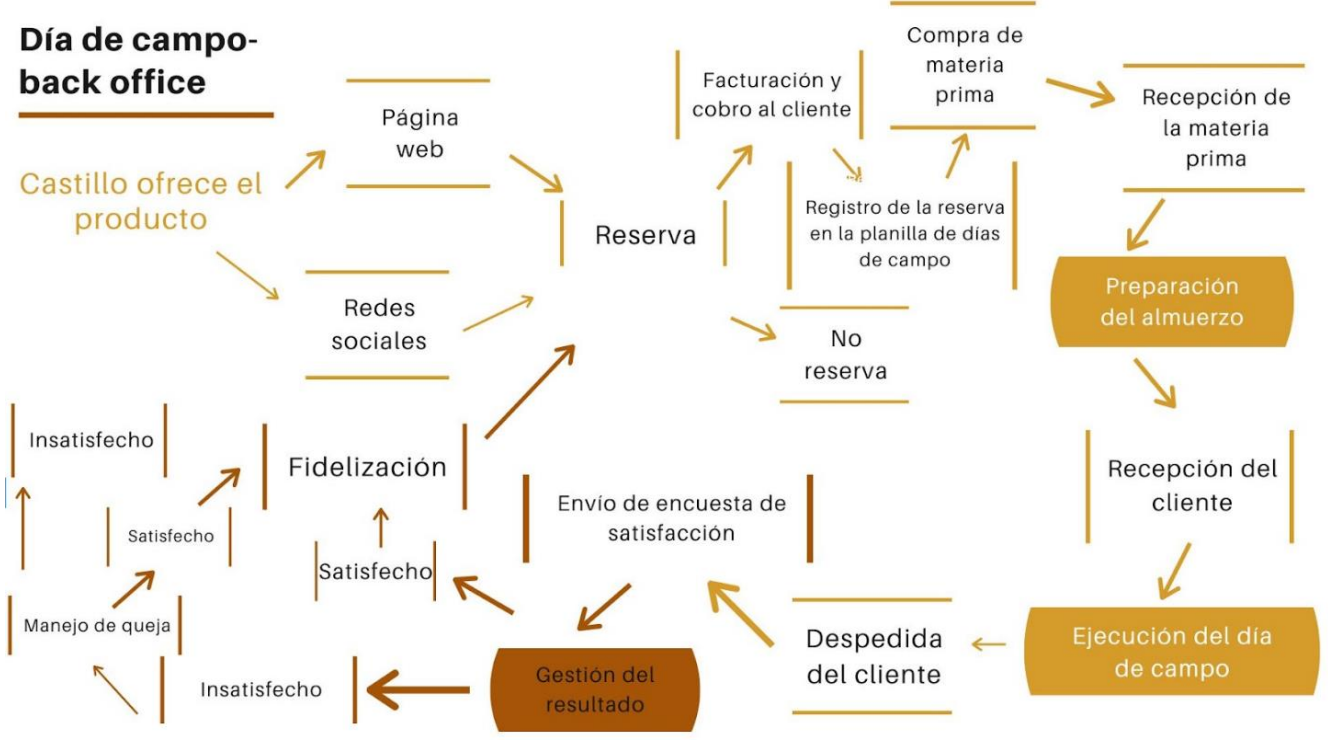 Día de campo-
back office
Castillo ofrece el
producto
Página
web
Redes
sociales
Reserva
Facturación y
cobro al cliente
Registro de la reserva
en la planilla de días
de campo
No
reserva
Compra de
materia
prima
Recepción de
la materia
prima
Preparación
del almuerzo
Recepción del
cliente
Ejecución del día
de campo
Despedida
del cliente
Envío de encuesta de
satisfacción
Gestión del
resultado
Satisfecho
Fidelización
Insatisfecho
Manejo de queja
Satisfecho
Insatisfecho